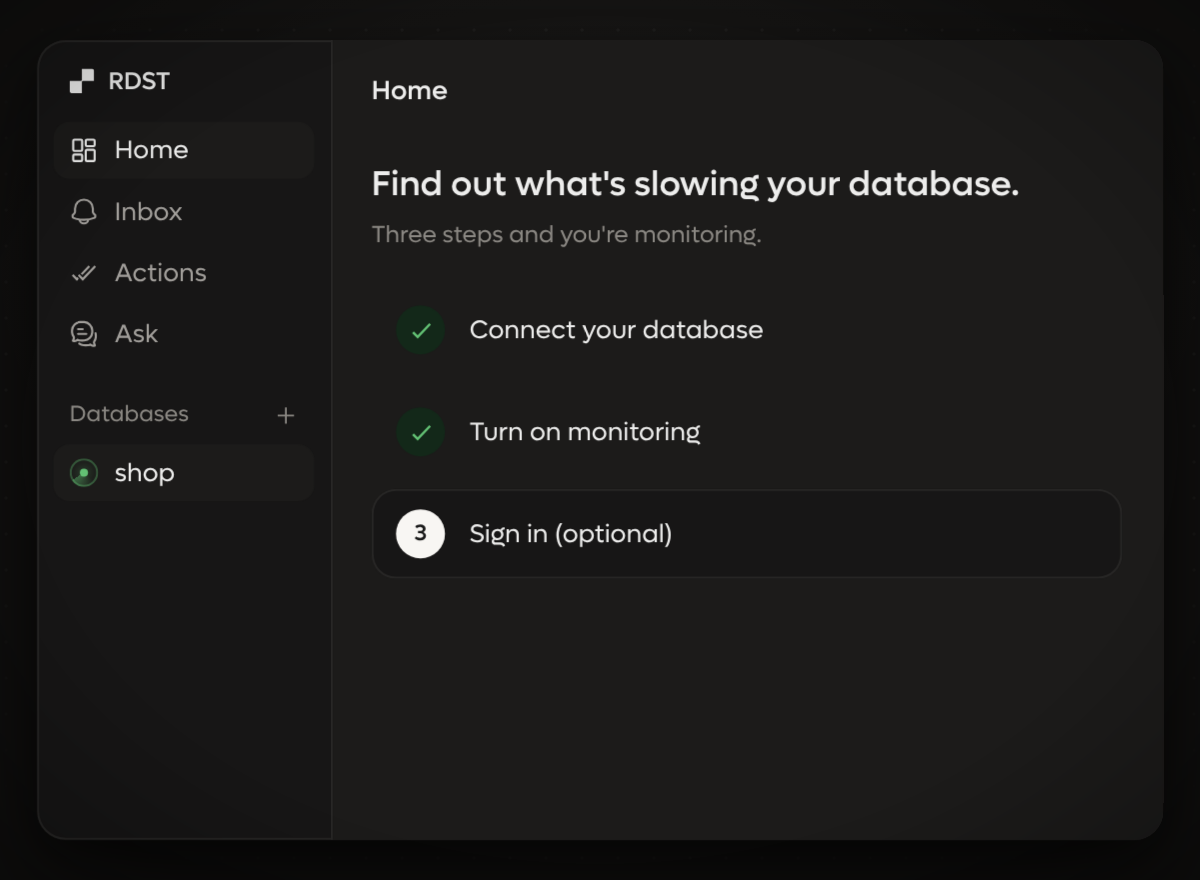 RDST
Home
Inbox
Actions
Ask
Databases +
shop
Home
Find out what's slowing your database.
Three steps and you're monitoring.
Connect your database
Turn on monitoring
3 Sign in (optional)